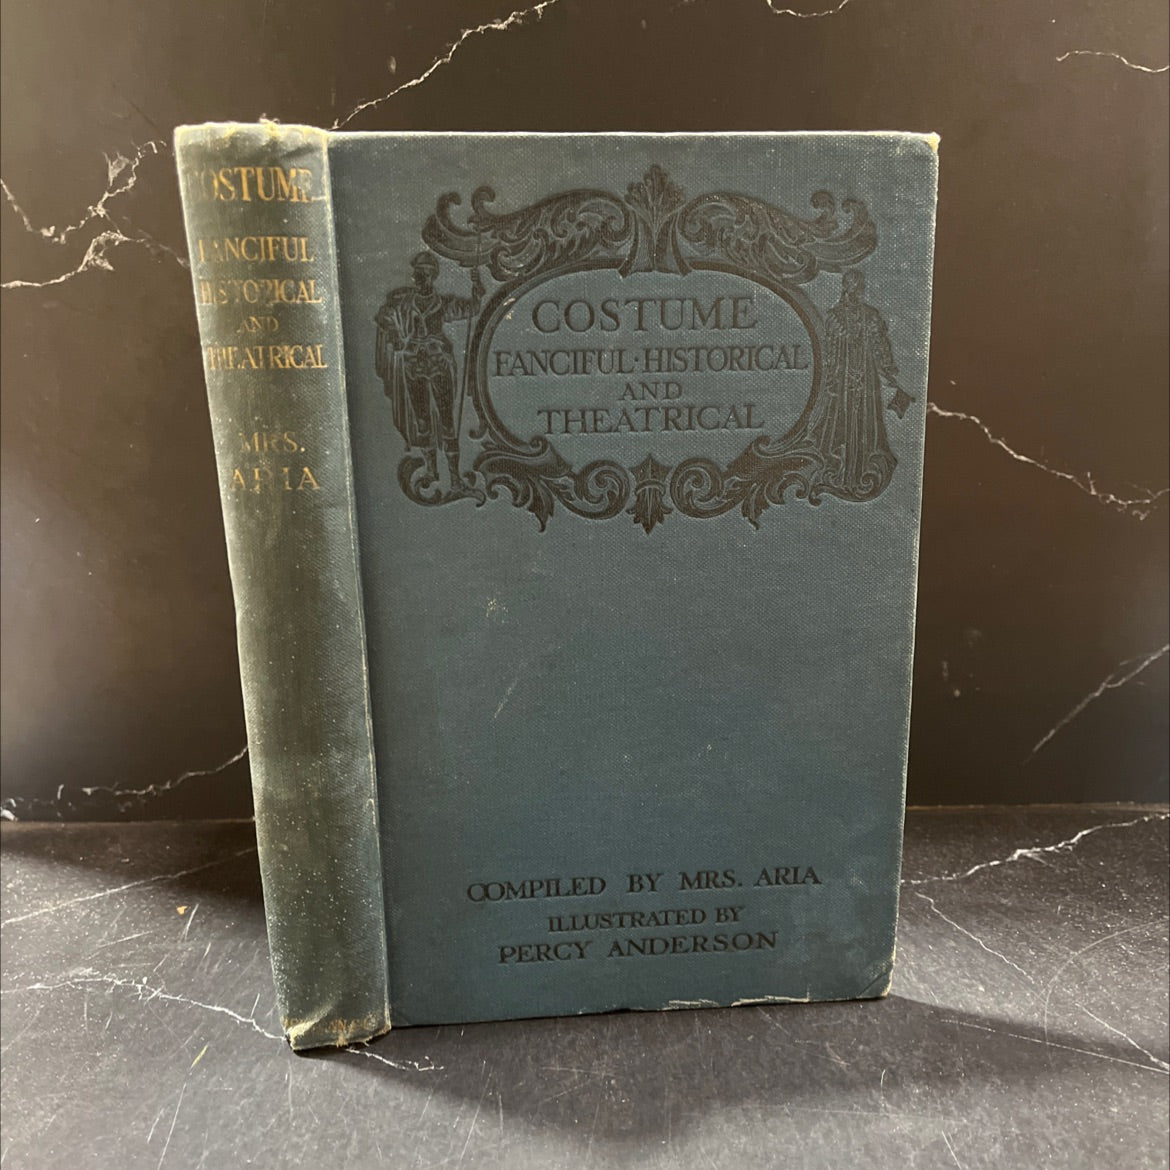 COSTUME
FANCIFUL
HISTORICAL
AND
THEATRICAL
MRS.
ARIA
COSTUME
FANCIFUL·HISTORICAL
AND
THEATRICAL
COMPILED BY MRS. ARIA
ILLUSTRATED BY
PERCY ANDERSON